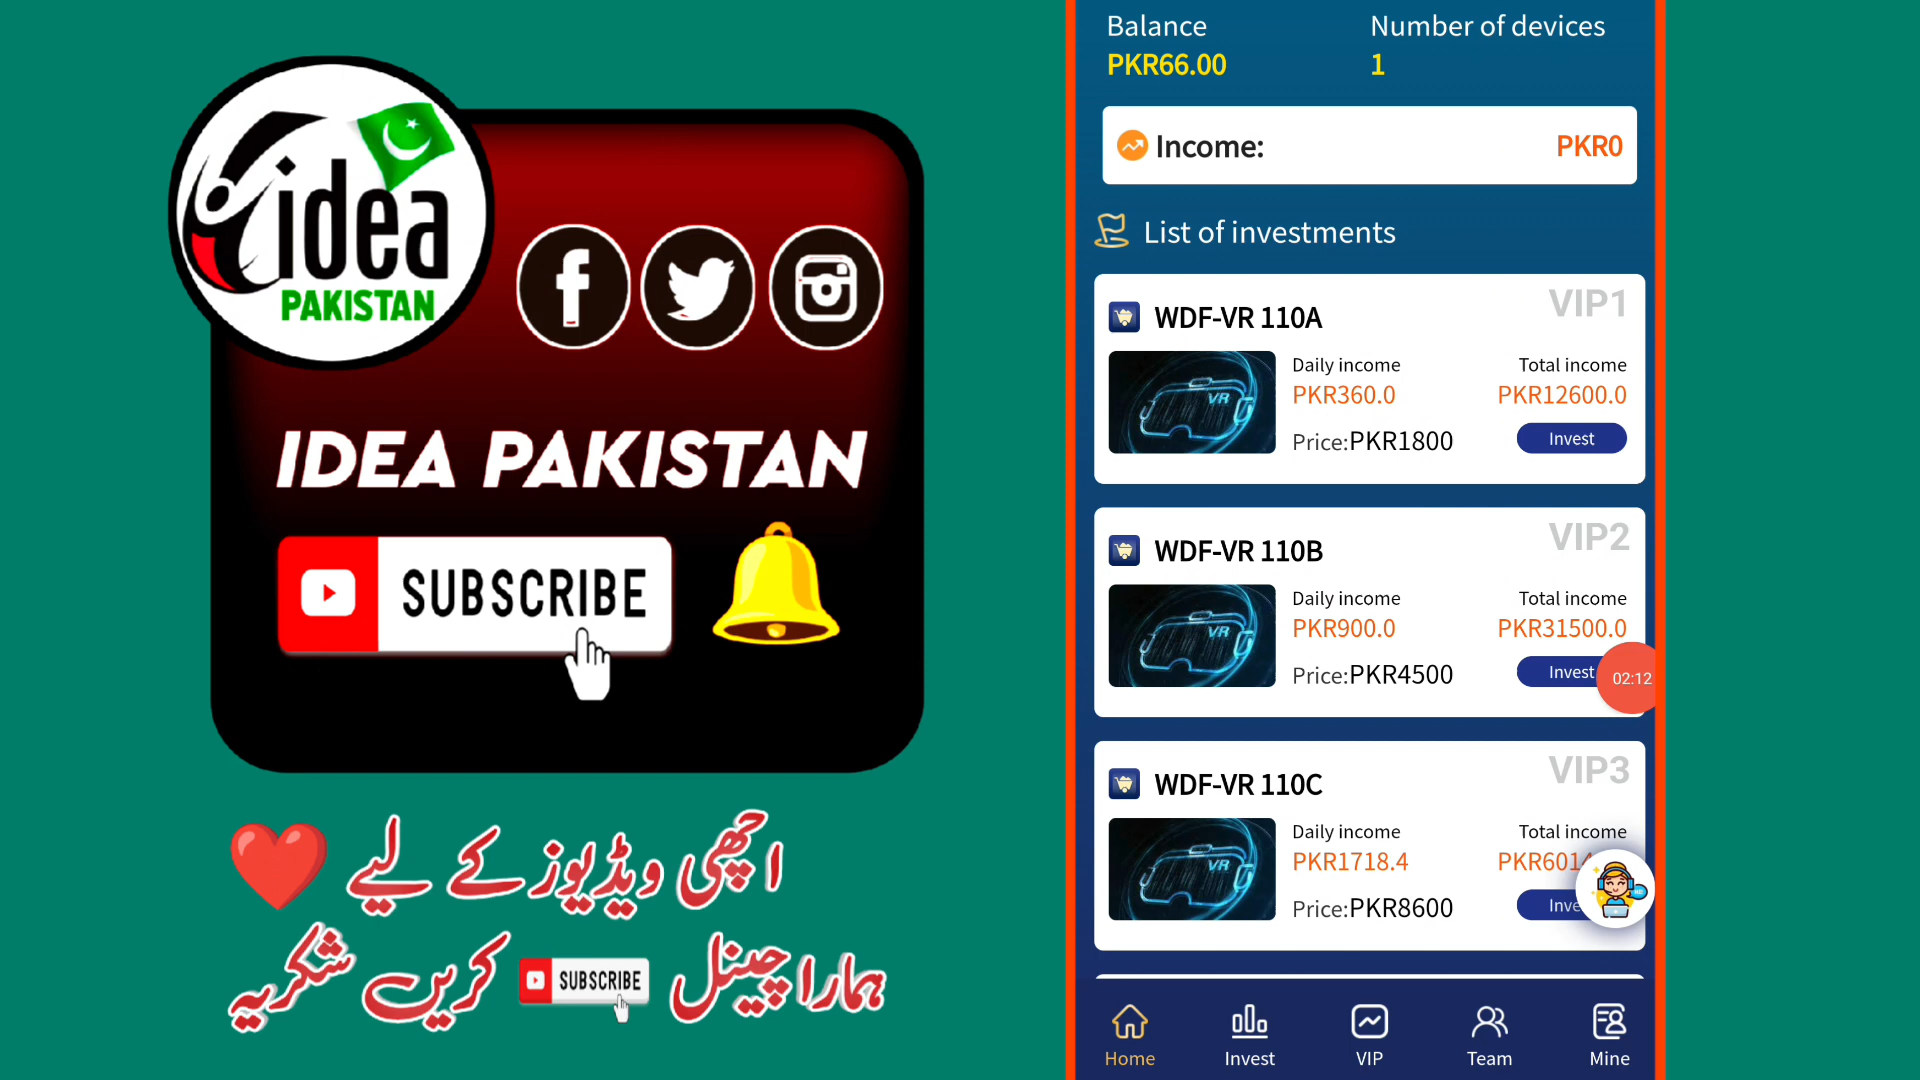 idea
PAKISTAN
IDEA PAKISTAN
SUBSCRIBE
اچھی ویڈیوز کے لیے
ہمارا چینل SUBSCRIBE کریں شکریہ
Balance
Number of devices
PKR66.00
1
Income:
PKR0
List of investments
VIP1
WDF-VR 110A
VR
Daily income
Total income
PKR360.0
PKR12600.0
Price:PKR1800
Invest
VIP2
WDF-VR 110B
VR
Daily income
Total income
PKR900.0
PKR31500.0
Price:PKR4500
Invest
02:12
VIP3
WDF-VR 110C
VR
Daily income
Total income
PKR1718.4
Price:PKR8600
Home
Invest
VIP
Team
Mine